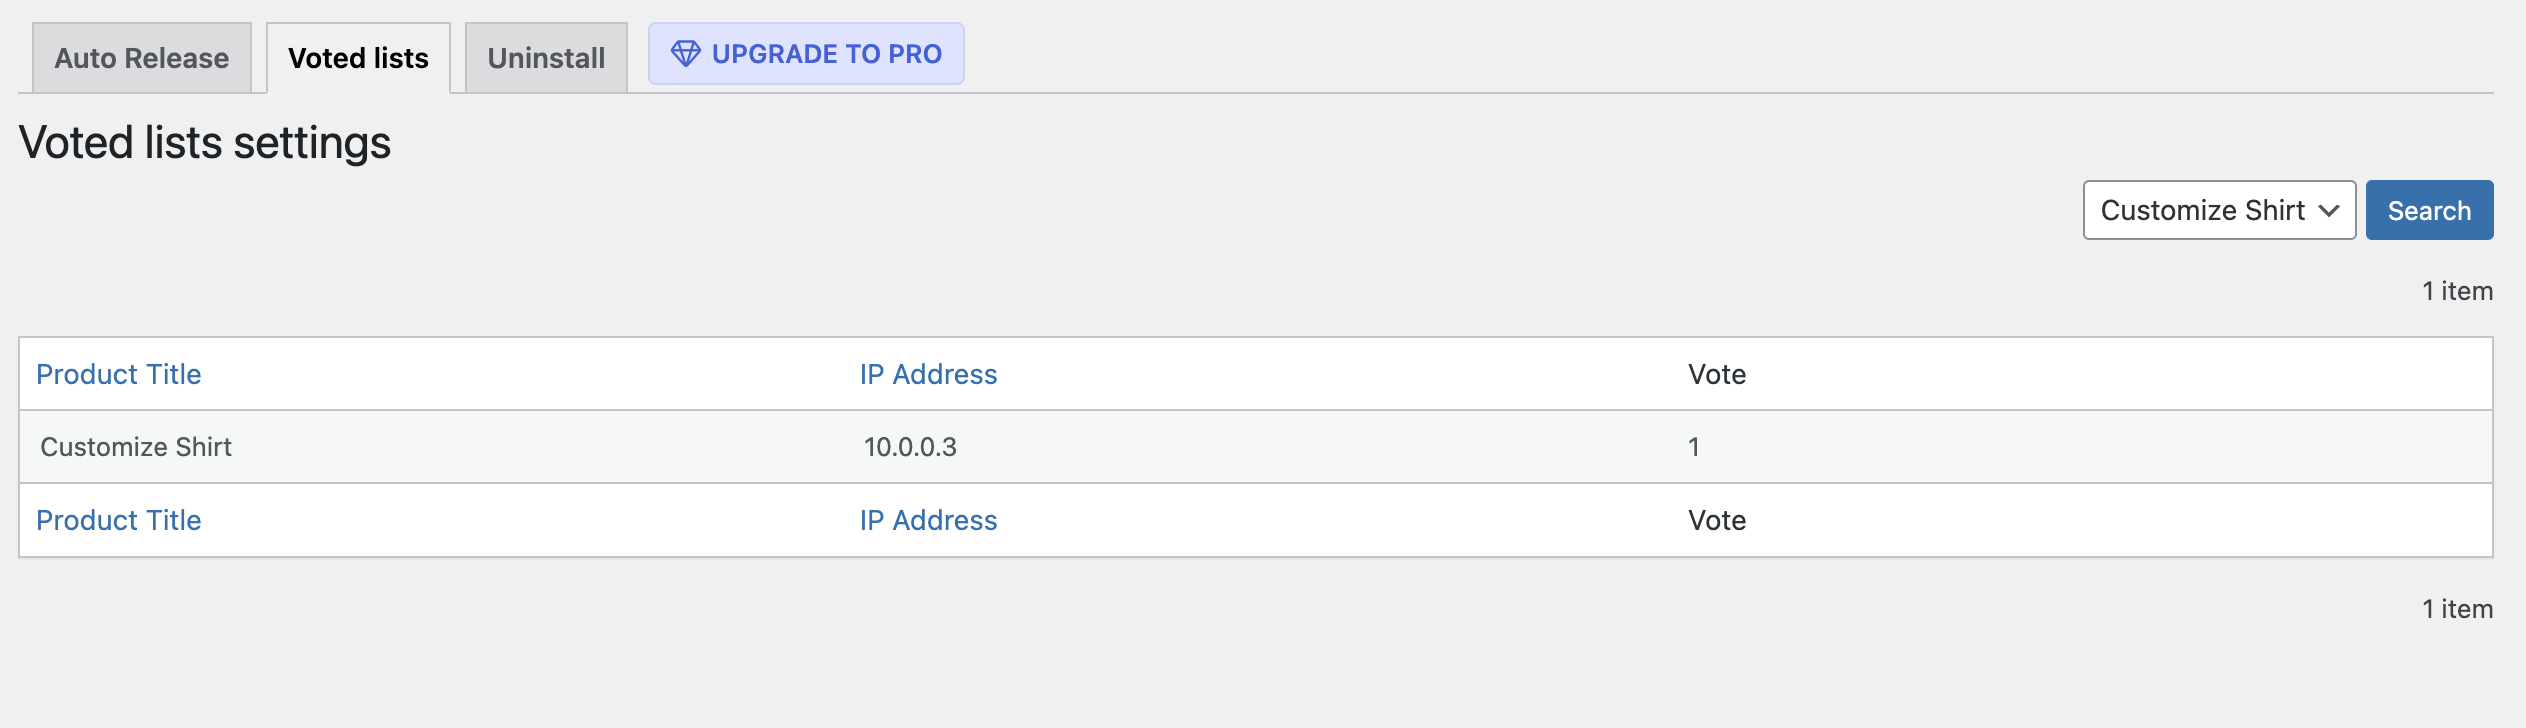 Auto Release Voted lists Uninstall UPGRADE TO PRO
Voted lists settings
Customize Shirt Search
1 item
Product Title IP Address Vote
Customize Shirt 10.0.0.3 1
Product Title IP Address Vote
1 item